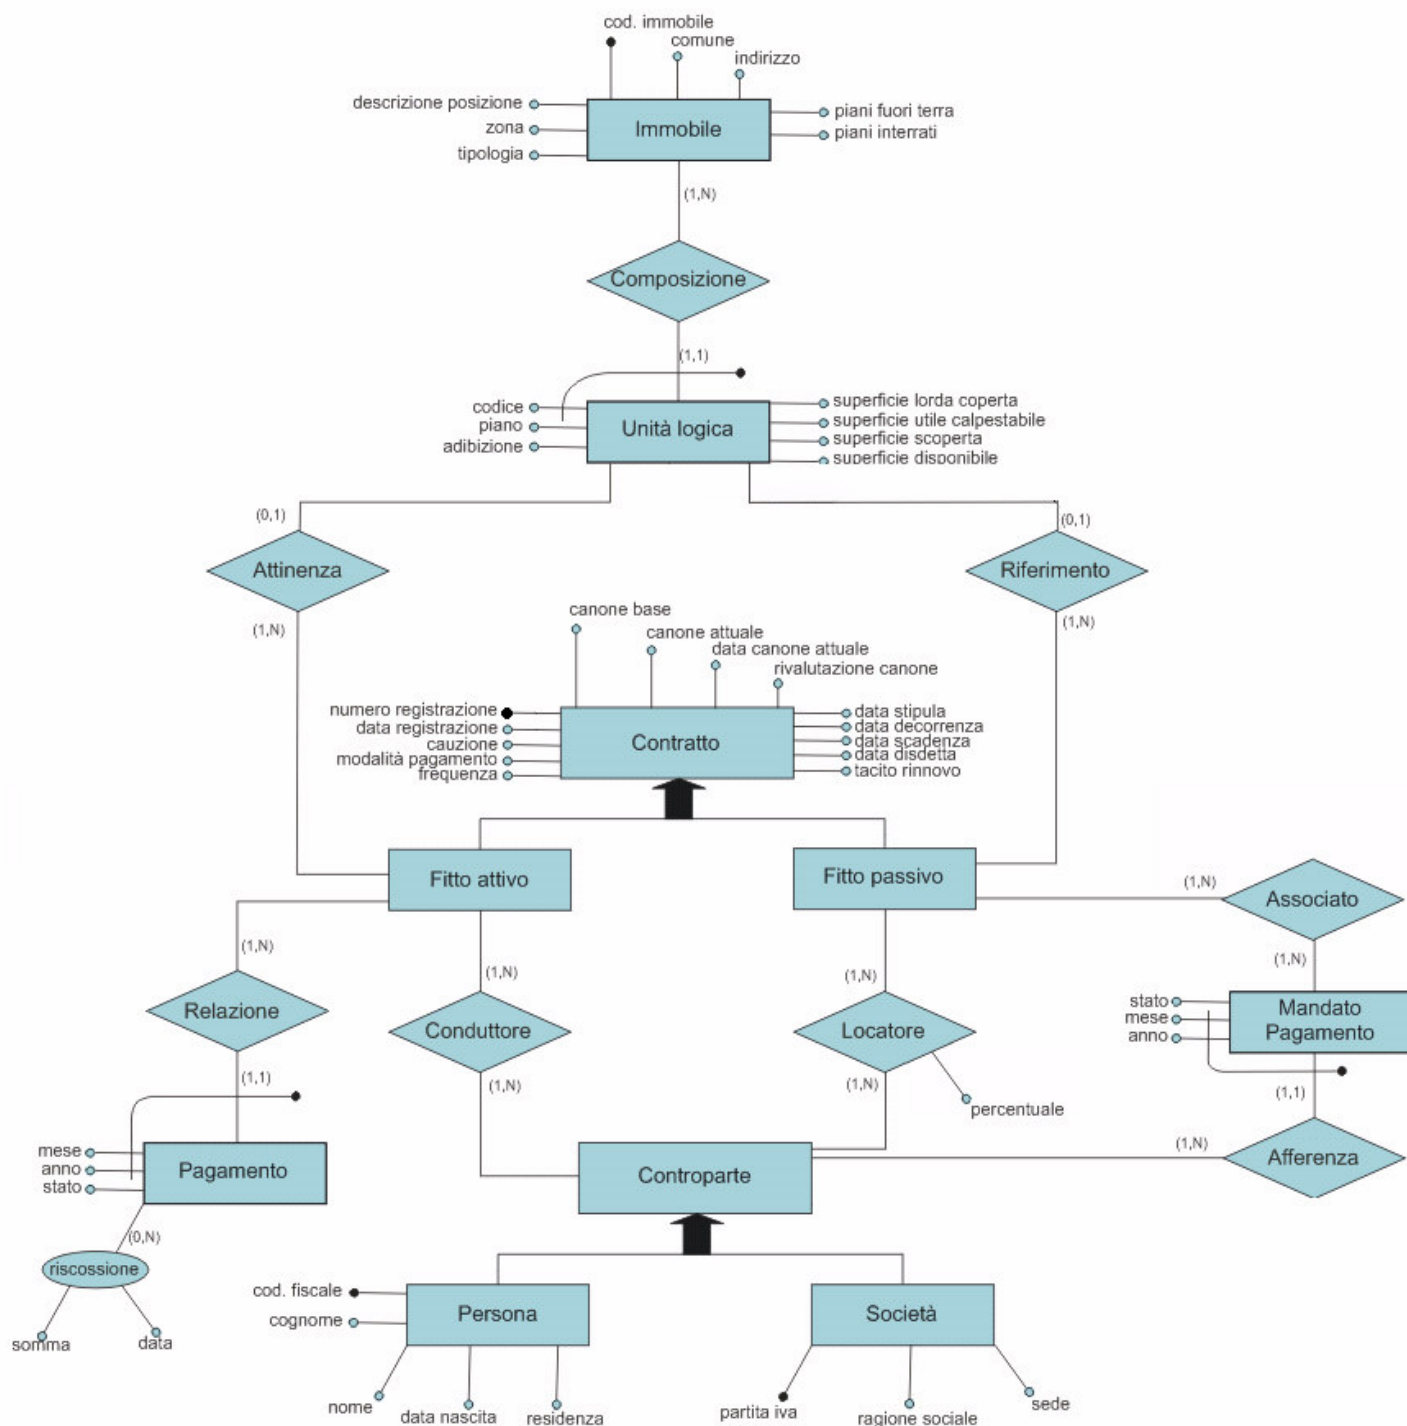 cod. immobile
comune
indirizzo
descrizione posizione
piani fuori terra
zona
Immobile
piani interrati
tipologia
(1,N)
Composizione
(1,1)
codice
superficie lorda coperta
piano
Unità logica
superficie utile calpestabile
adibizione
superficie scoperta
superficie disponibile
(0,1)
(0,1)
Attinenza
Riferimento
(1,N)
(1,N)
canone base
canone attuale
data canone attuale
rivalutazione canone
numero registrazione
data stipula
data registrazione
data decorrenza
cauzione
Contratto
data scadenza
modalità pagamento
data disdetta
frequenza
tacito rinnovo
Fitto attivo
Fitto passivo
(1,N)
Associato
(1,N)
(1,N)
(1,N)
(1,N)
Relazione
Conduttore
Locatore
stato
mese
anno
Mandato
Pagamento
(1,1)
(1,N)
(1,N)
(1,1)
percentuale
mese
anno
stato
Pagamento
Controparte
(1,N)
Afferenza
(0,N)
riscossione
somma
data
cod. fiscale
cognome
Persona
Società
nome
data nascita
residenza
partita iva
ragione sociale
sede